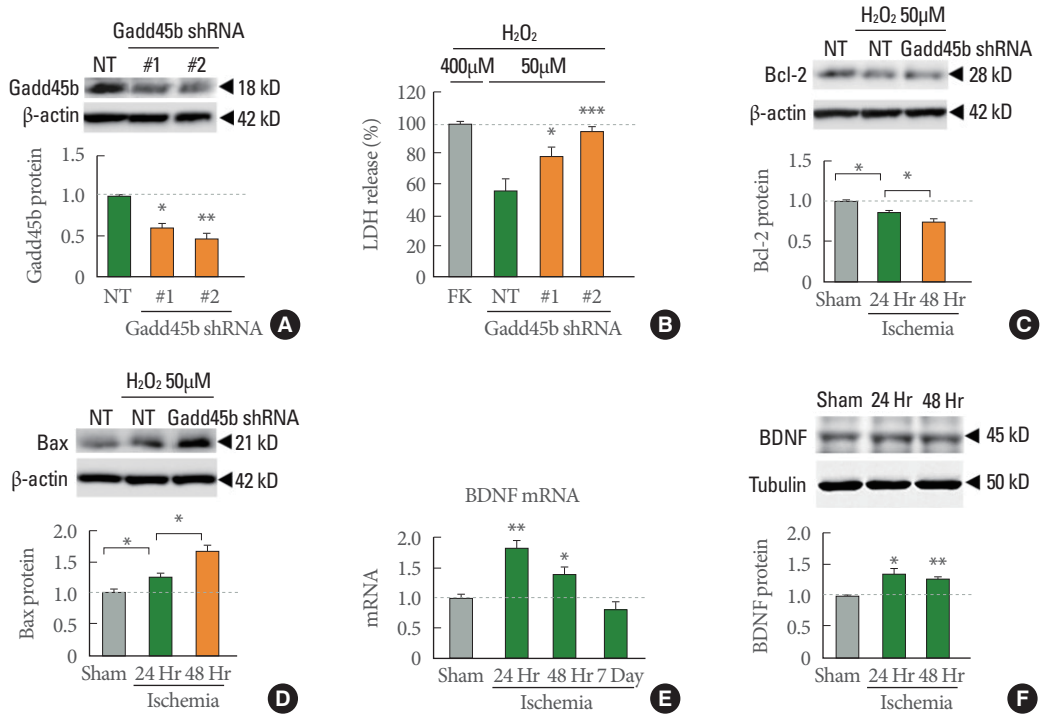 Gadd45b shRNA
NT #1 #2
Gadd45b 18 kD
β-actin 42 kD
Gadd45b protein
1.5
1.0
0.5
0
* **
NT #1 #2
Gadd45b shRNA
A
H₂O₂
400μM 50μM
LDH release (%)
120
100
80
60
40
20
0
* ***
FK NT #1 #2
Gadd45b shRNA
B
H₂O₂ 50μM
NT NT Gadd45b shRNA
Bcl-2 28 kD
β-actin 42 kD
Bcl-2 protein
1.5
1.0
0.5
0
* *
Sham 24 Hr 48 Hr
Ischemia
C
H₂O₂ 50μM
NT NT Gadd45b shRNA
Bax 21 kD
β-actin 42 kD
Bax protein
2.0
1.5
1.0
0.5
0
* *
Sham 24 Hr 48 Hr
Ischemia
D
BDNF mRNA
mRNA
2.0
1.5
1.0
0.5
0
** *
Sham 24 Hr 48 Hr 7 Day
Ischemia
E
Sham 24 Hr 48 Hr
BDNF 45 kD
Tubulin 50 kD
BDNF protein
2.0
1.5
1.0
0.5
0
* **
Sham 24 Hr 48 Hr
Ischemia
F